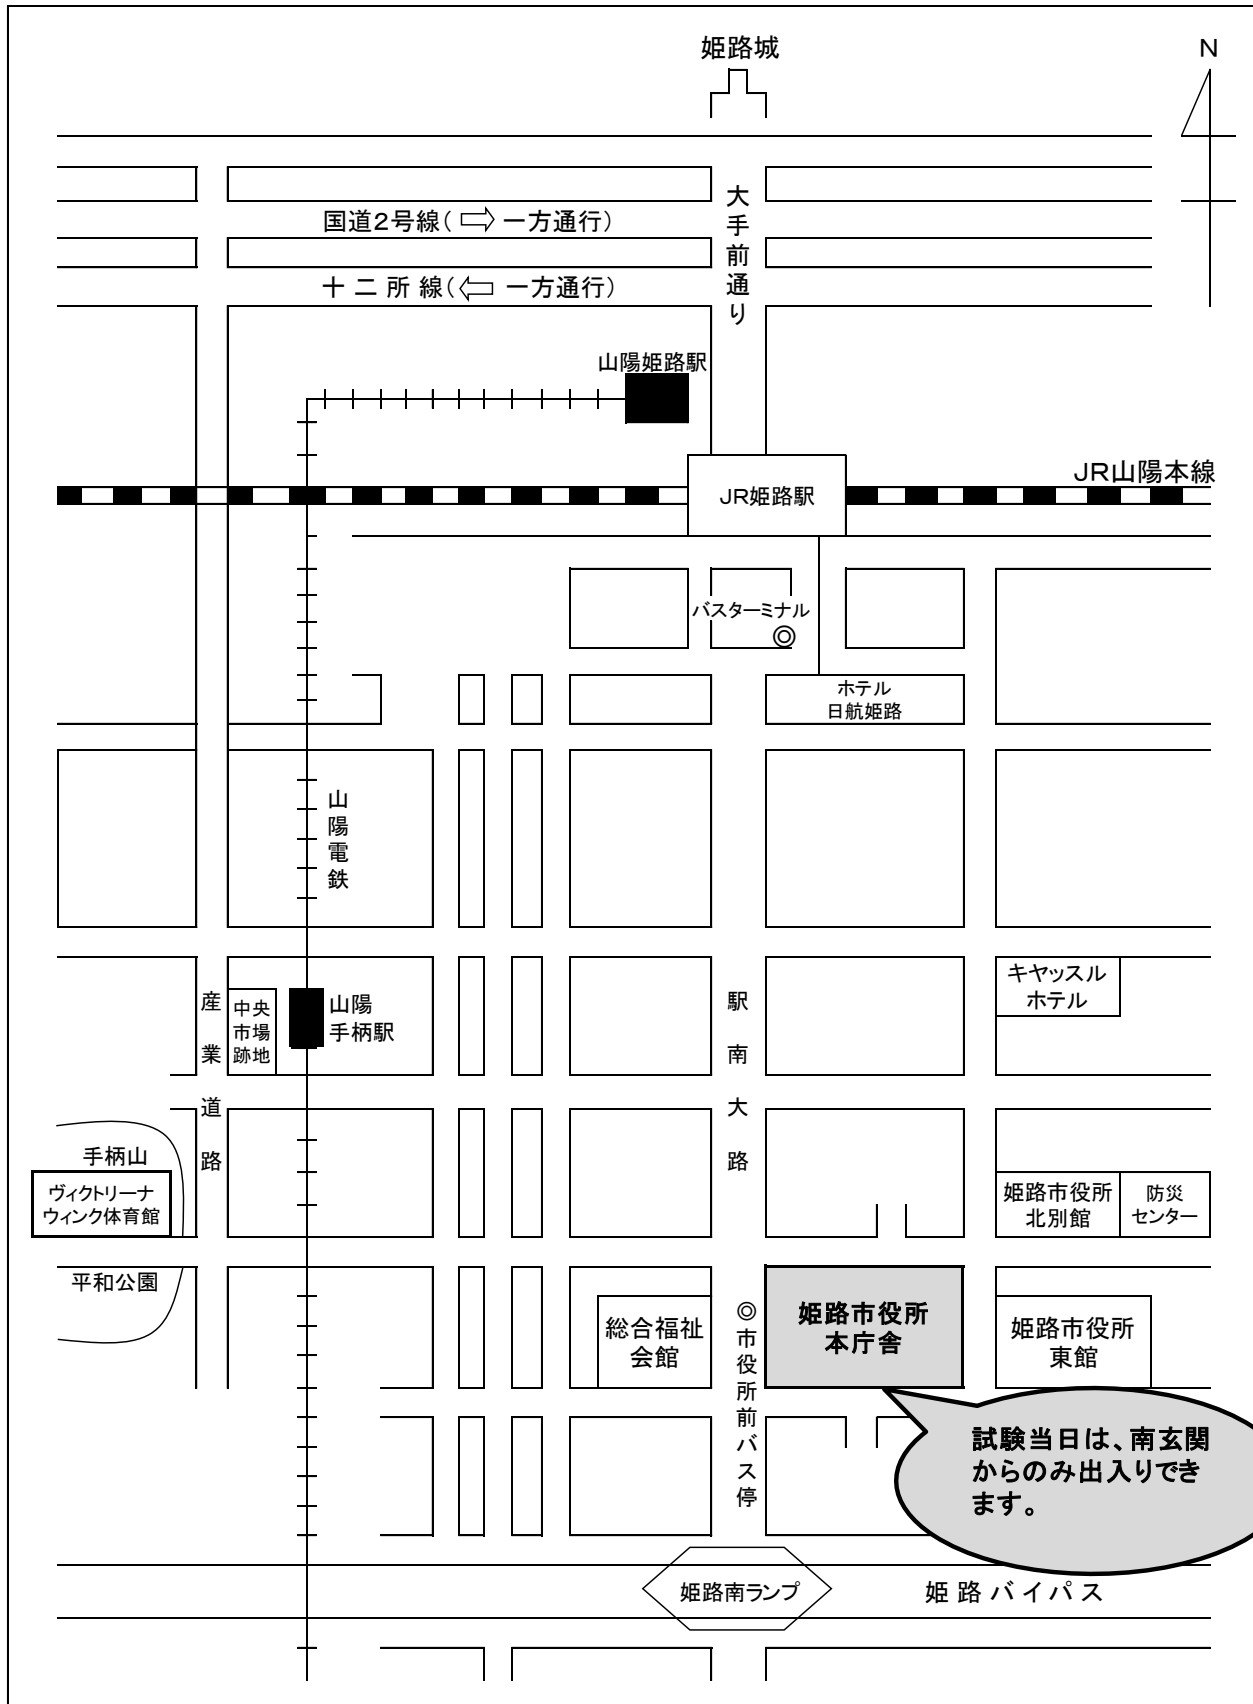 姫路城
N
国道2号線(⇨ 一方通行)
大手前通り
十二所線(⇦ 一方通行)
山陽姫路駅
JR山陽本線
JR姫路駅
バスターミナル
◎
ホテル
日航姫路
山陽電鉄
キヤッスル
ホテル
産業道路
中央
市場
跡地
山陽
手柄駅
駅南大路
手柄山
ヴィクトリーナ
ウィンク体育館
姫路市役所
北別館
防災
センター
平和公園
総合福祉
会館
◎市役所前バス停
姫路市役所
本庁舎
姫路市役所
東館
試験当日は、南玄関
からのみ出入りでき
ます。
姫路南ランプ
姫路バイパス